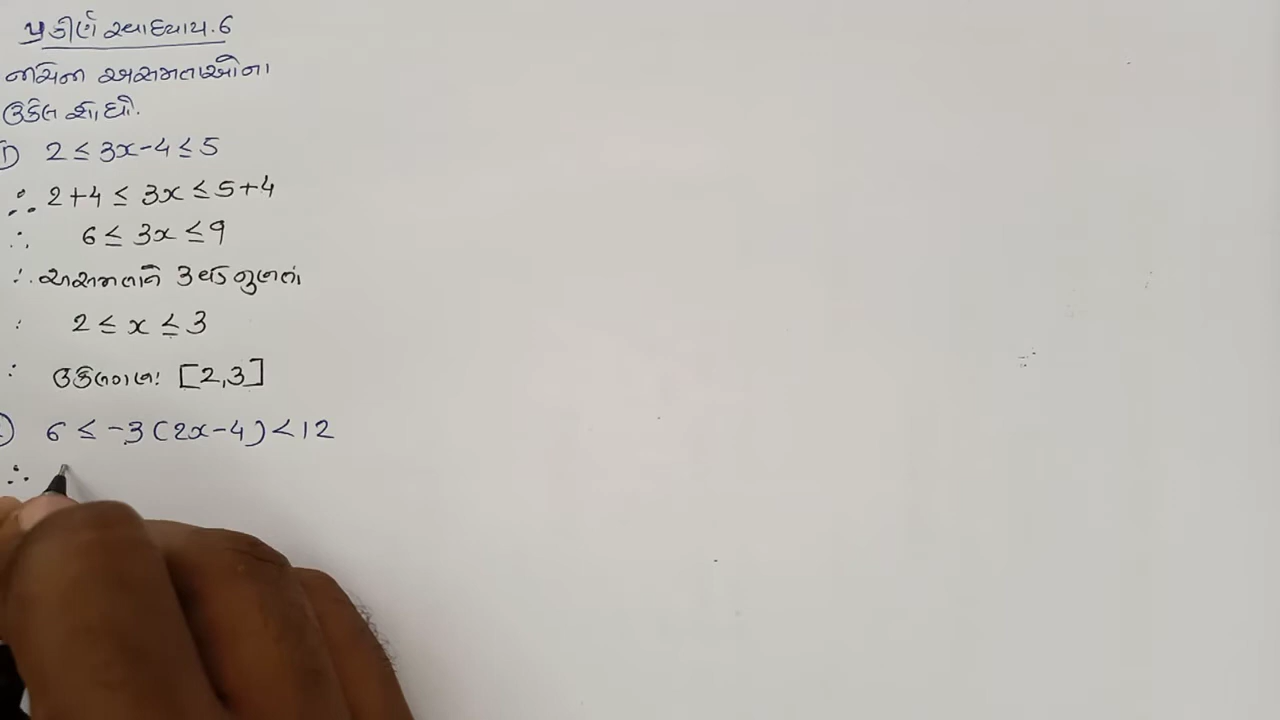 પ્રકીર્ણ સ્વાધ્યાય.6
નીચેની અસમતાઓના
ઉકેલ શોધો.
1) 2 ≤ 3x-4 ≤ 5
∴ 2+4 ≤ 3x ≤ 5+4
∴ 6 ≤ 3x ≤ 9
∴ અસમતાને 3 વડે ગુણતાં
∴ 2 ≤ x ≤ 3
∴ ઉકેલગણ: [2,3]
6 ≤ -3(2x-4) < 12
∴